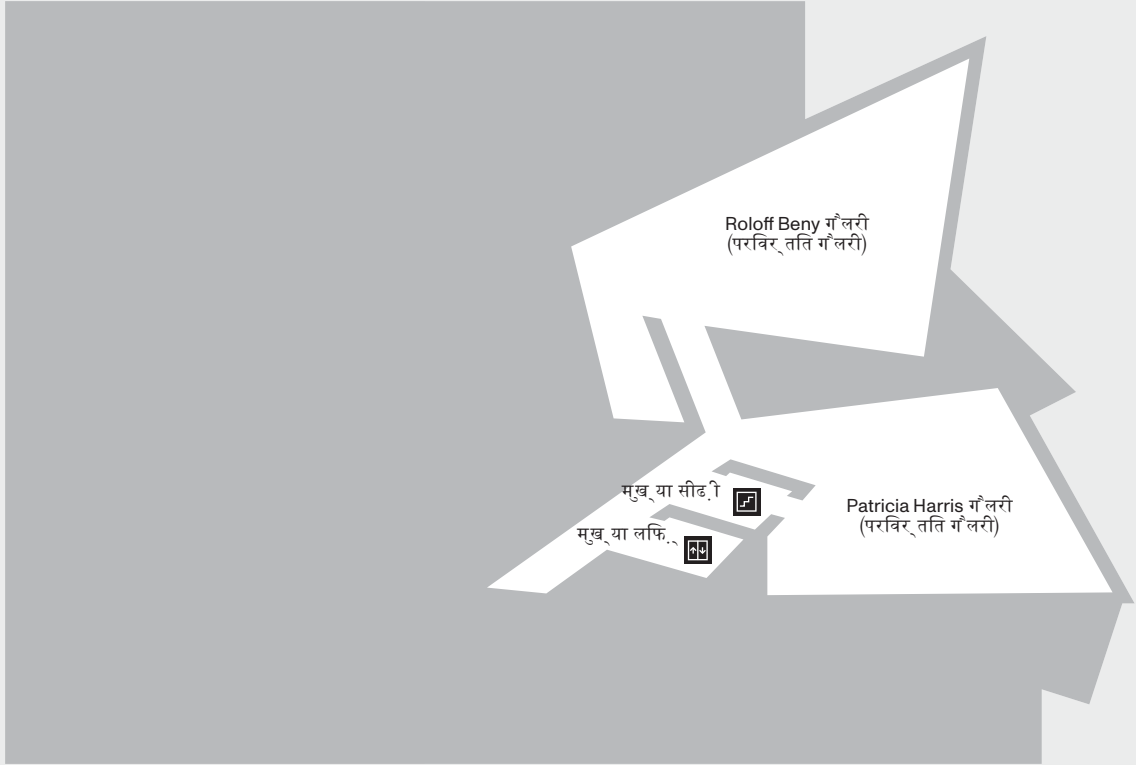 Roloff Beny गैलरी
(परिवर्तित गैलरी)
मुख्या सीढ़ी
Patricia Harris गैलरी
(परिवर्तित गैलरी)
मुख्या